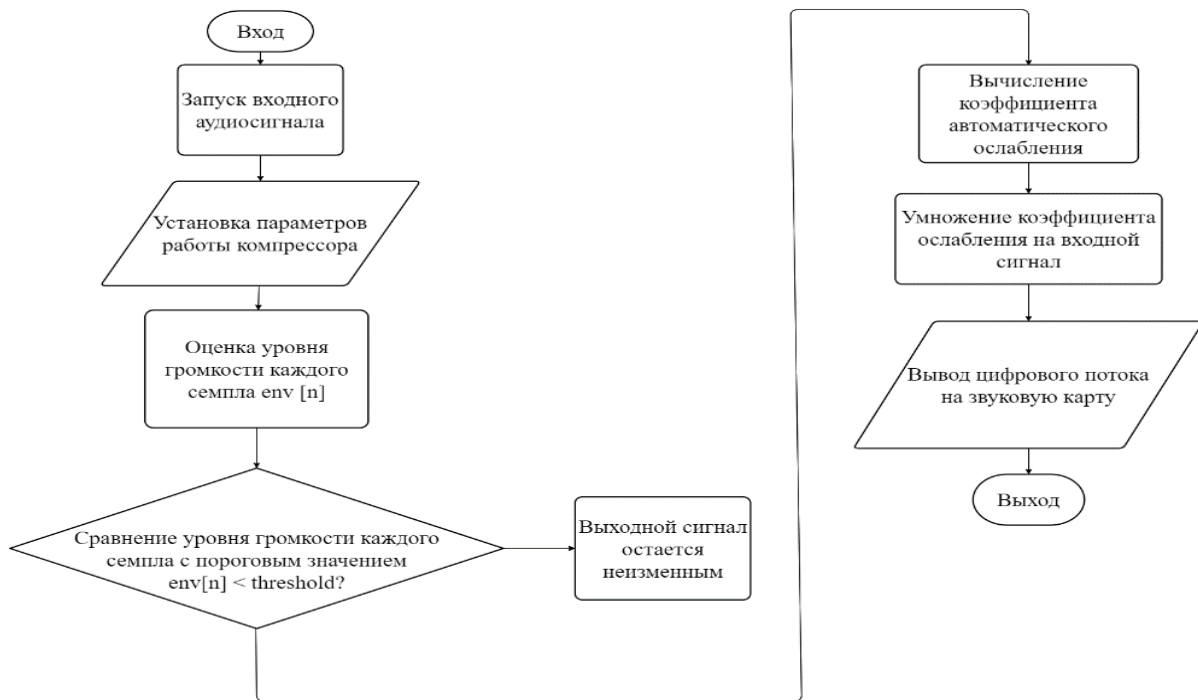 Вход
Запуск входного
аудиосигнала
Установка параметров
работы компрессора
Оценка уровня
громкости каждого
семпла env [n]
Сравнение уровня громкости каждого
семпла с пороговым значением
env[n] < threshold?
Выходной сигнал
остается
неизменным
Вычисление
коэффициента
автоматического
ослабления
Умножение коэффициента
ослабления на входной
сигнал
Вывод цифрового потока
на звуковую карту
Выход